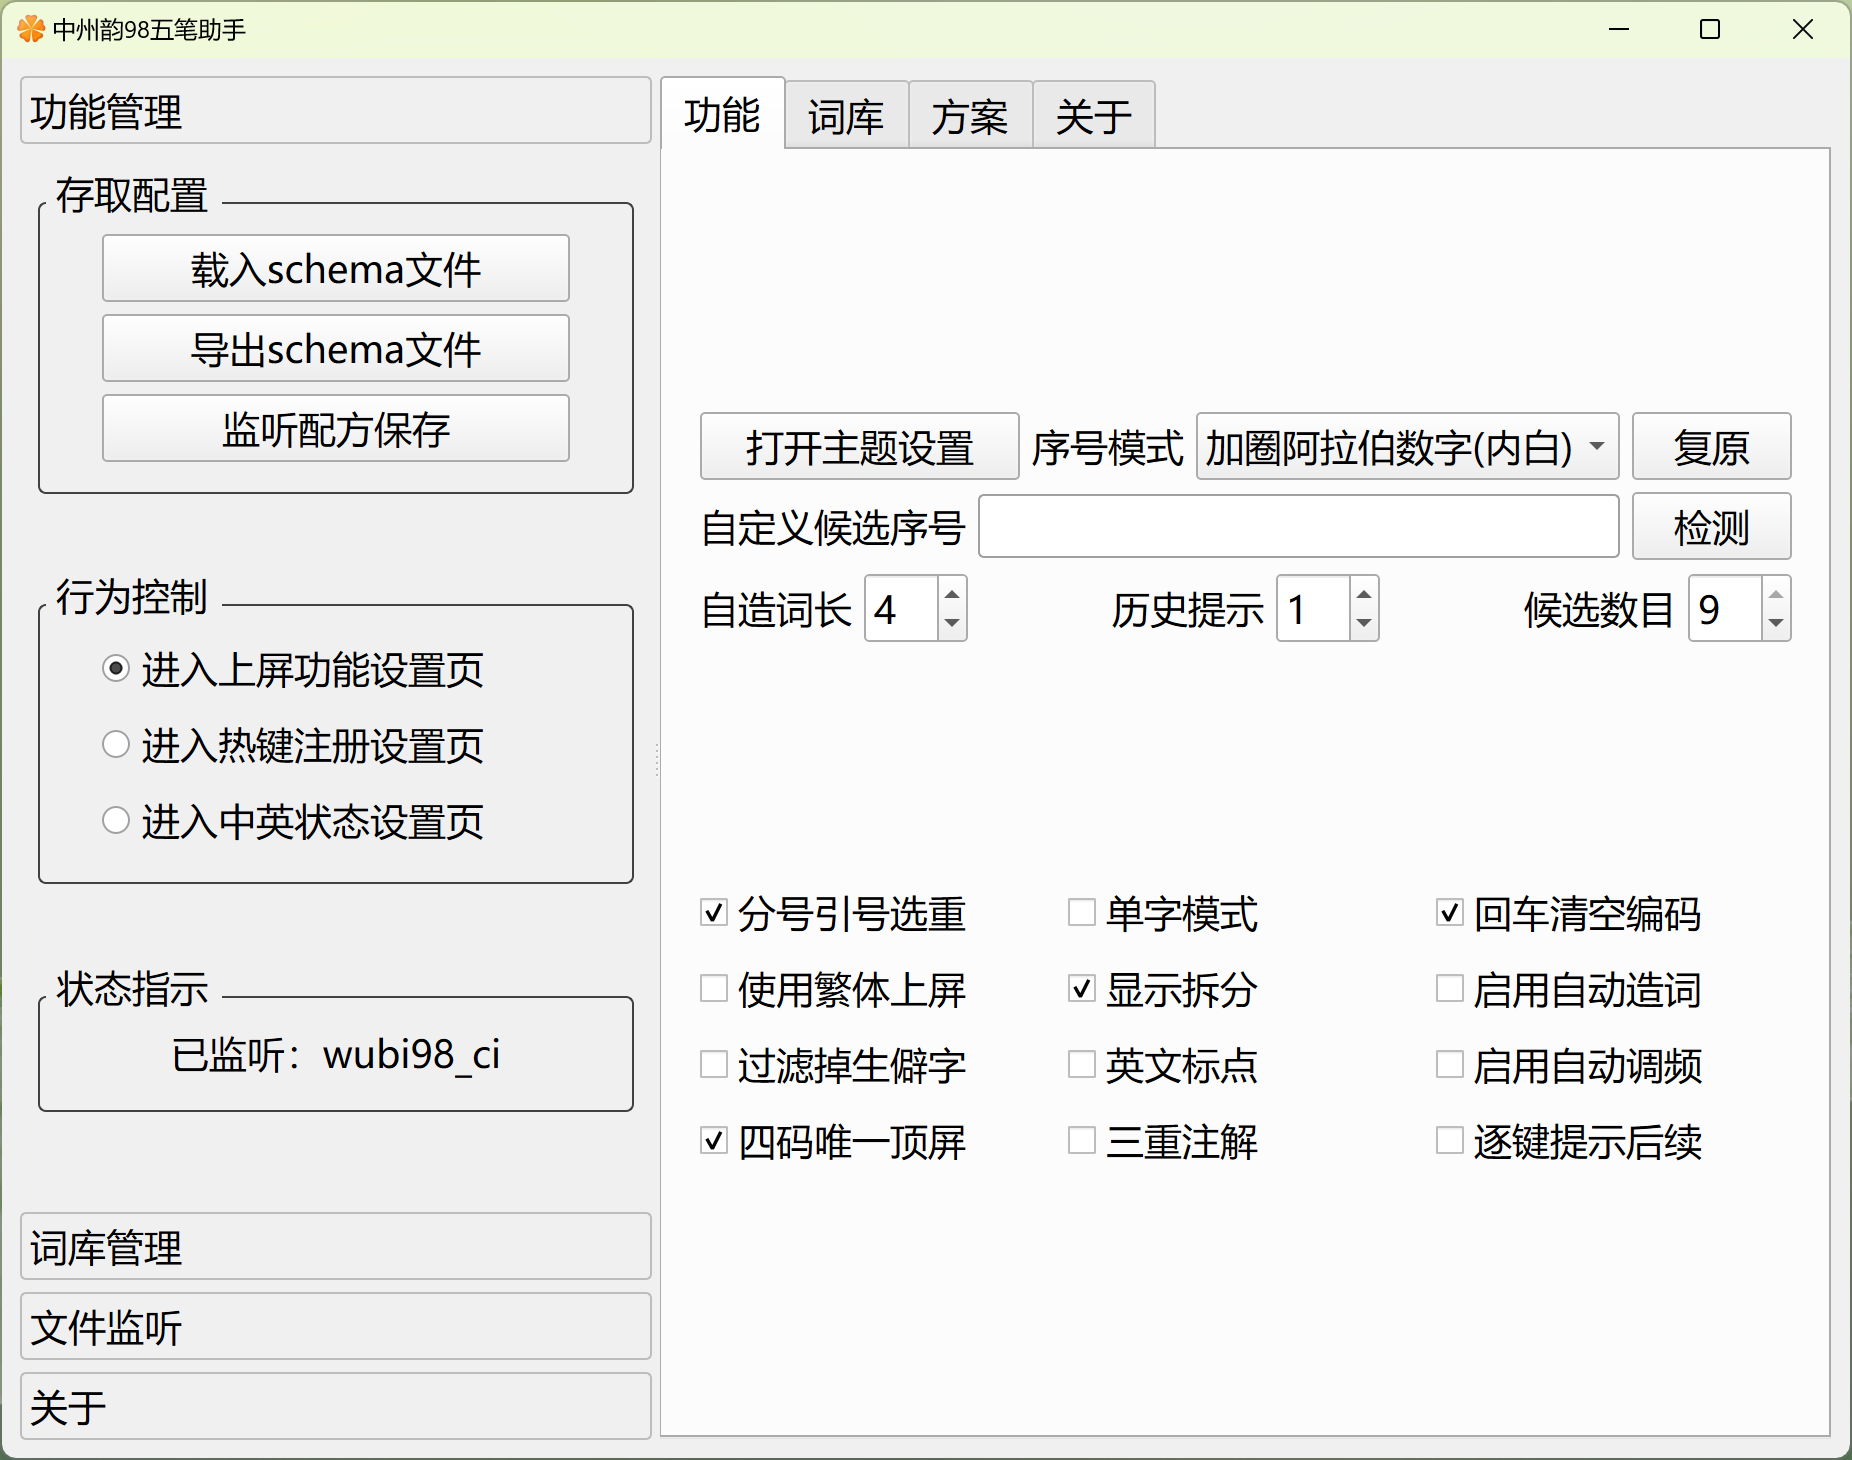 中州韵98五笔助手
功能管理
存取配置
载入schema文件
导出schema文件
监听配方保存
行为控制
进入上屏功能设置页
进入热键注册设置页
进入中英状态设置页
状态指示
已监听：wubi98_ci
词库管理
文件监听
关于
功能 词库 方案 关于
打开主题设置 序号模式 加圈阿拉伯数字(内白) 复原
自定义候选序号 检测
自造词长 4 历史提示 1 候选数目 9
分号引号选重 单字模式 回车清空编码
使用繁体上屏 显示拆分 启用自动造词
过滤掉生僻字 英文标点 启用自动调频
四码唯一顶屏 三重注解 逐键提示后续